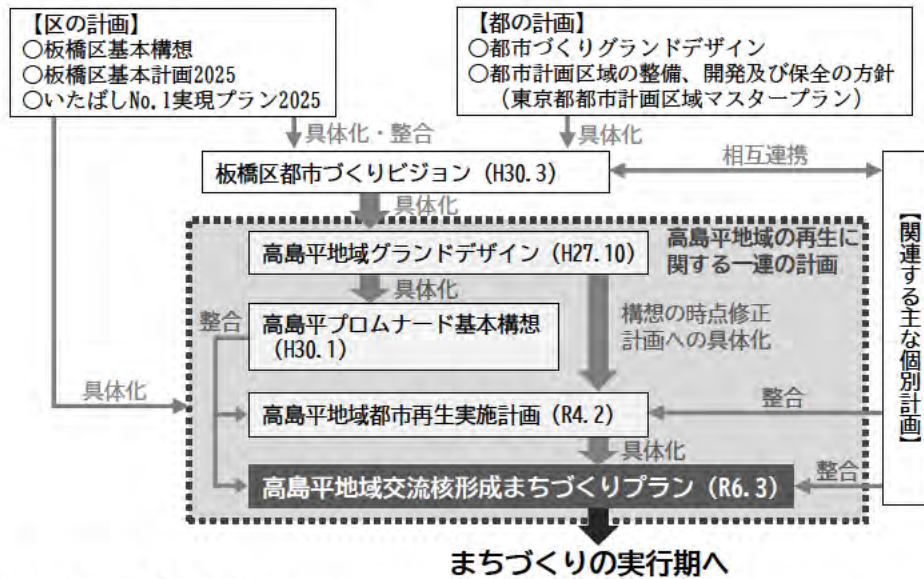 【区の計画】
○板橋区基本構想
○板橋区基本計画2025
○いたばしNo.1実現プラン2025
【都の計画】
○都市づくりグランドデザイン
○都市計画区域の整備、開発及び保全の方針
（東京都都市計画区域マスタープラン）
具体化・整合
具体化
相互連携
板橋区都市づくりビジョン（H30.3）
具体化
高島平地域の再生に
関する一連の計画
高島平地域グランドデザイン（H27.10）
具体化
整合
高島平プロムナード基本構想
（H30.1）
構想の時点修正
計画への具体化
【関連する主な個別計画】
具体化
整合
高島平地域都市再生実施計画（R4.2）
具体化
整合
高島平地域交流核形成まちづくりプラン（R6.3）
まちづくりの実行期へ